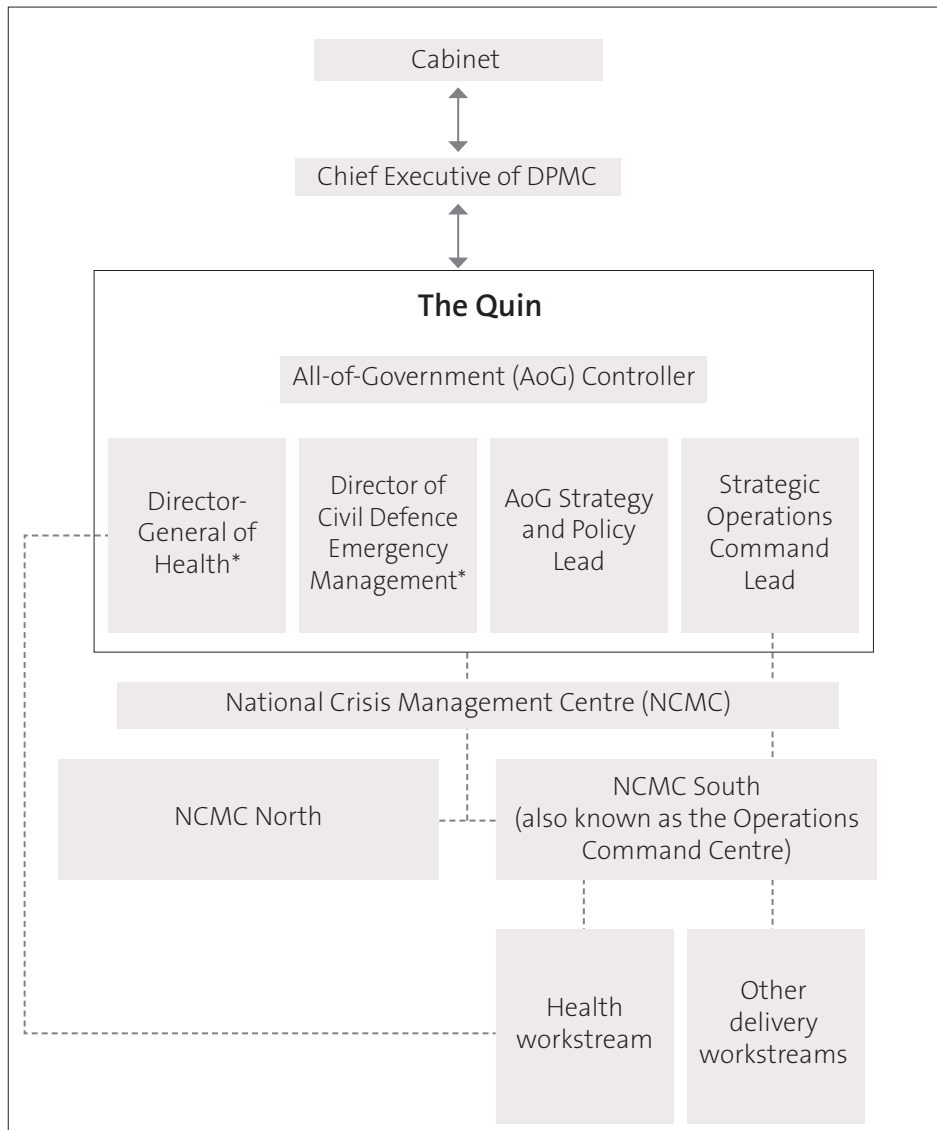 Cabinet
Chief Executive of DPMC
The Quin
All-of-Government (AoG) Controller
Director-
General of
Health*
Director of
Civil Defence
Emergency
Management*
AoG Strategy
and Policy
Lead
Strategic
Operations
Command
Lead
National Crisis Management Centre (NCMC)
NCMC North
NCMC South
(also known as the Operations
Command Centre)
Health
workstream
Other
delivery
workstreams